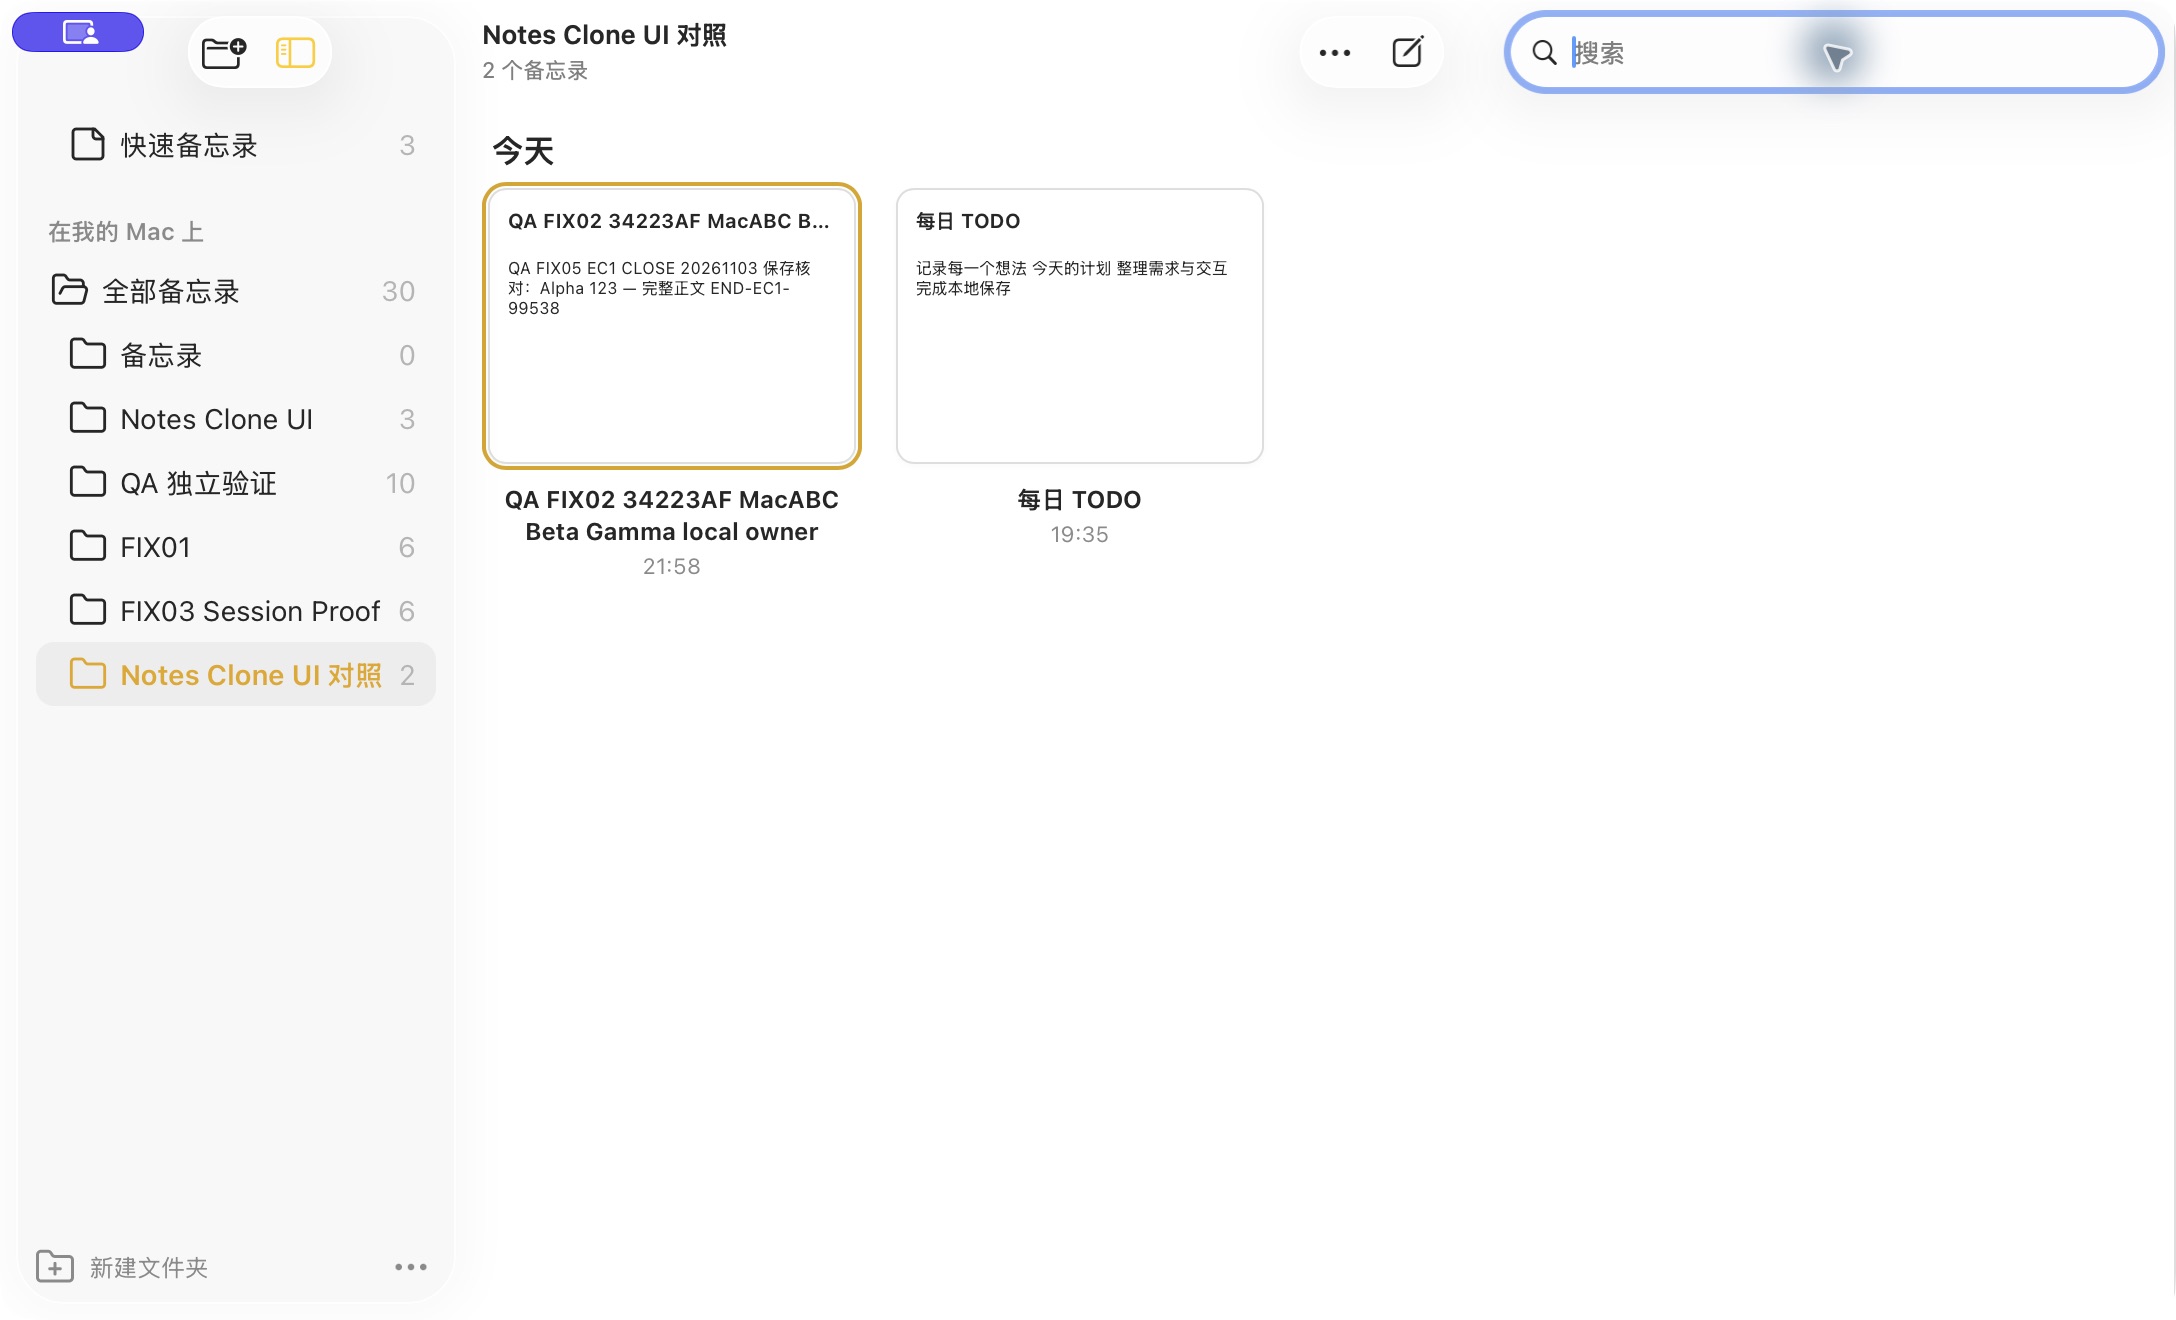 Notes Clone UI 对照
2 个备忘录
搜索
快速备忘录 3
在我的 Mac 上
全部备忘录 30
备忘录 0
Notes Clone UI 3
QA 独立验证 10
FIX01 6
FIX03 Session Proof 6
Notes Clone UI 对照 2
新建文件夹
今天
QA FIX02 34223AF MacABC B...
QA FIX05 EC1 CLOSE 20261103 保存核
对：Alpha 123 — 完整正文 END-EC1-
99538
QA FIX02 34223AF MacABC
Beta Gamma local owner
21:58
每日 TODO
记录每一个想法 今天的计划 整理需求与交互
完成本地保存
每日 TODO
19:35